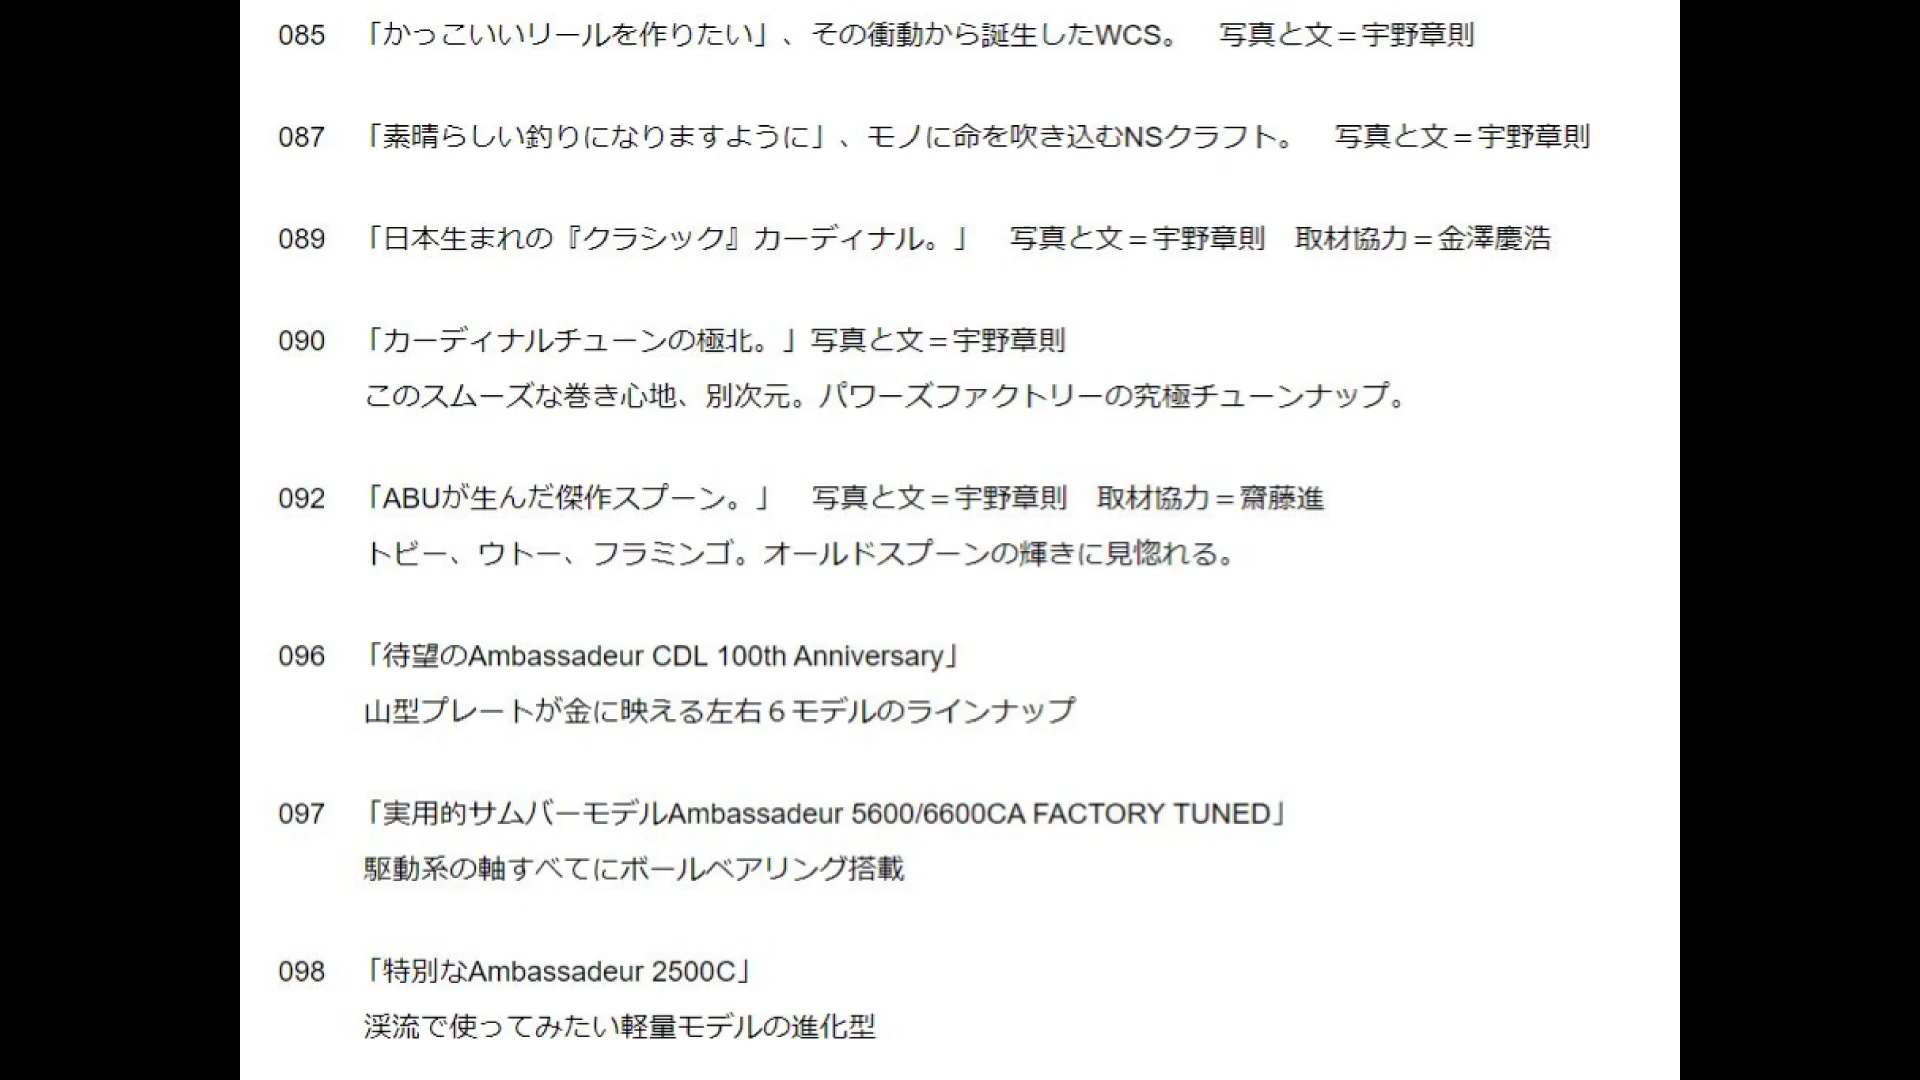 085　「かっこいいリールを作りたい」、その衝動から誕生したWCS。　写真と文＝宇野章則
087　「素晴らしい釣りになりますように」、モノに命を吹き込むNSクラフト。　写真と文＝宇野章則
089　「日本生まれの『クラシック』カーディナル。」　写真と文＝宇野章則　取材協力＝金澤慶浩
090　「カーディナルチューンの極北。」写真と文＝宇野章則
このスムーズな巻き心地、別次元。パワーズファクトリーの究極チューンナップ。
092　「ABUが生んだ傑作スプーン。」　写真と文＝宇野章則　取材協力＝齋藤進
トビー、ウトー、フラミンゴ。オールドスプーンの輝きに見惚れる。
096　「待望のAmbassadeur CDL 100th Anniversary」
山型プレートが金に映える左右６モデルのラインナップ
097　「実用的サムバーモデルAmbassadeur 5600/6600CA FACTORY TUNED」
駆動系の軸すべてにボールベアリング搭載
098　「特別なAmbassadeur 2500C」
渓流で使ってみたい軽量モデルの進化型